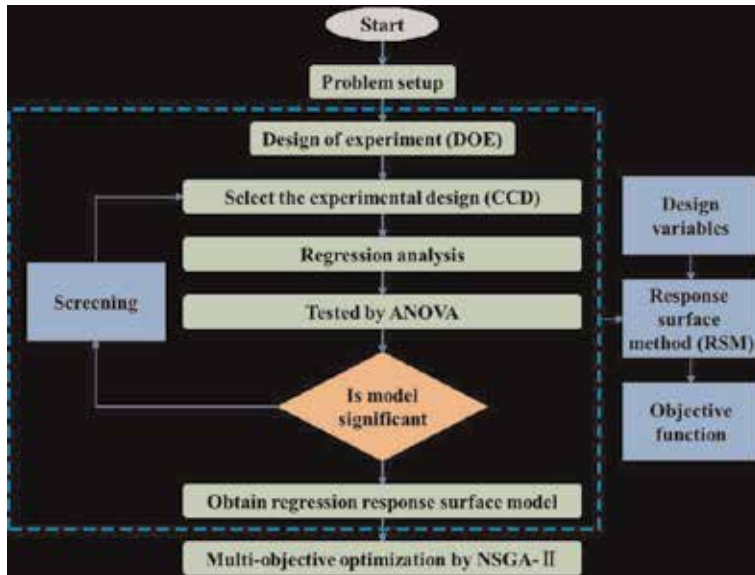 Start
Problem setup
Design of experiment (DOE)
Select the experimental design (CCD)
Regression analysis
Tested by ANOVA
Screening
Is model
significant
Obtain regression response surface model
Multi-objective optimization by NSGA-II
Design
variables
Response
surface
method (RSM)
Objective
function